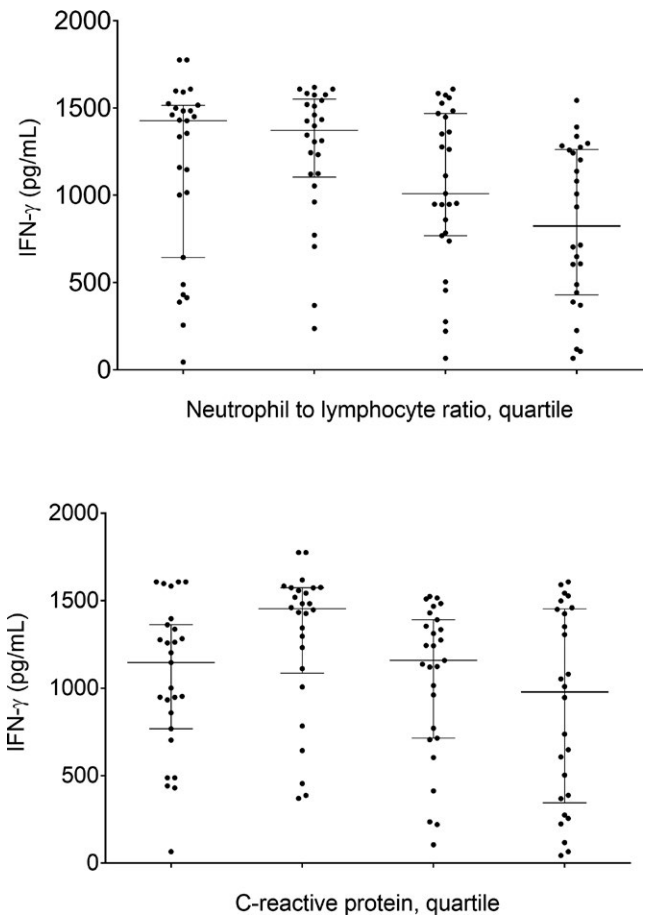 2000
1500
1000
500
0
IFN-γ (pg/mL)
Neutrophil to lymphocyte ratio, quartile
2000
1500
1000
500
0
IFN-γ (pg/mL)
C-reactive protein, quartile